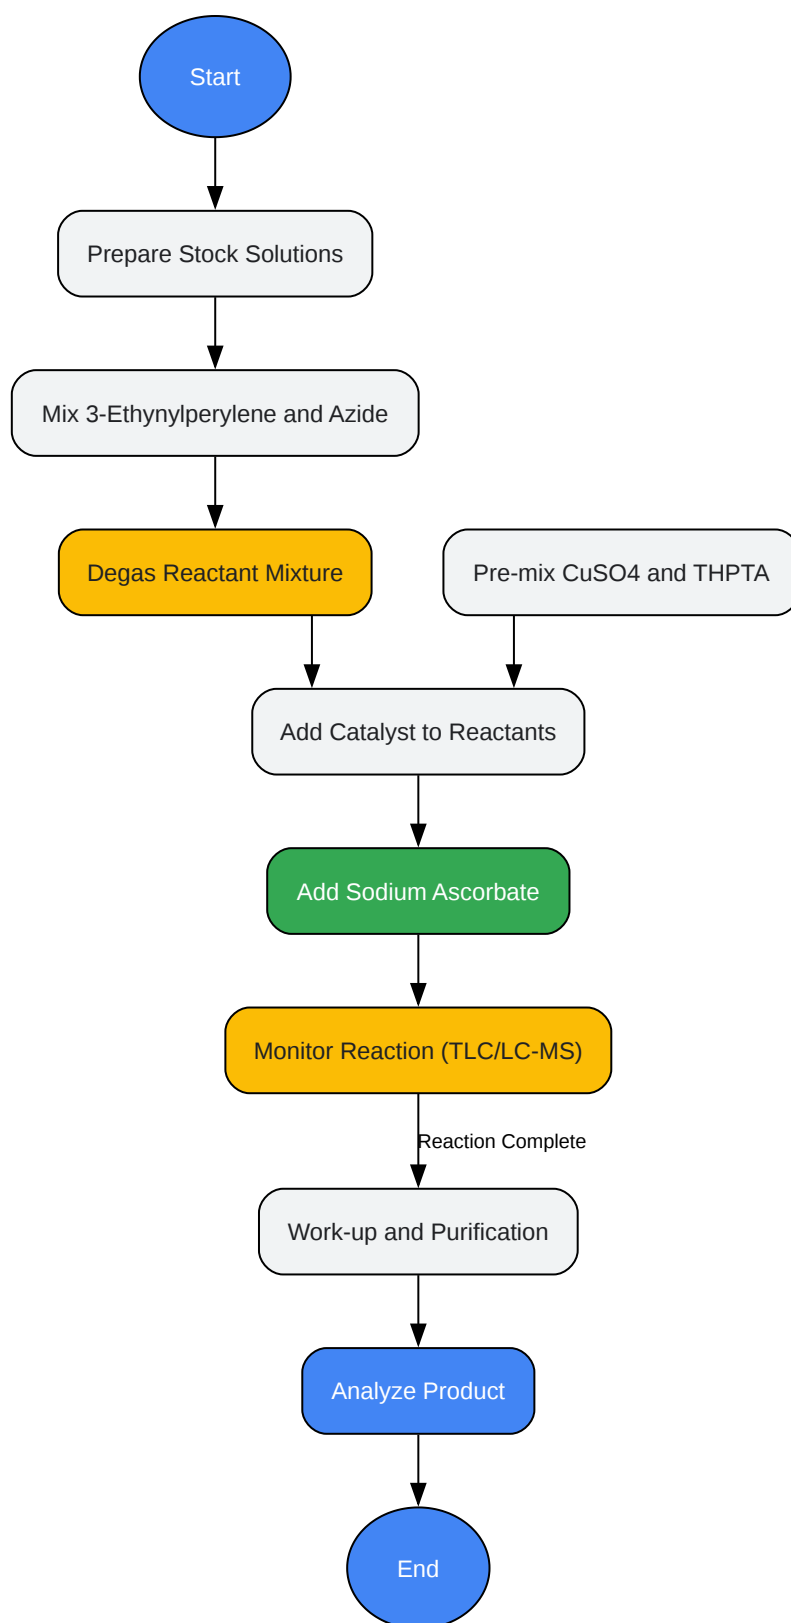 Start
Prepare Stock Solutions
Mix 3-Ethynylperylene and Azide
Degas Reactant Mixture
Pre-mix CuSO4 and THPTA
Add Catalyst to Reactants
Add Sodium Ascorbate
Monitor Reaction (TLC/LC-MS)
Reaction Complete
Work-up and Purification
Analyze Product
End